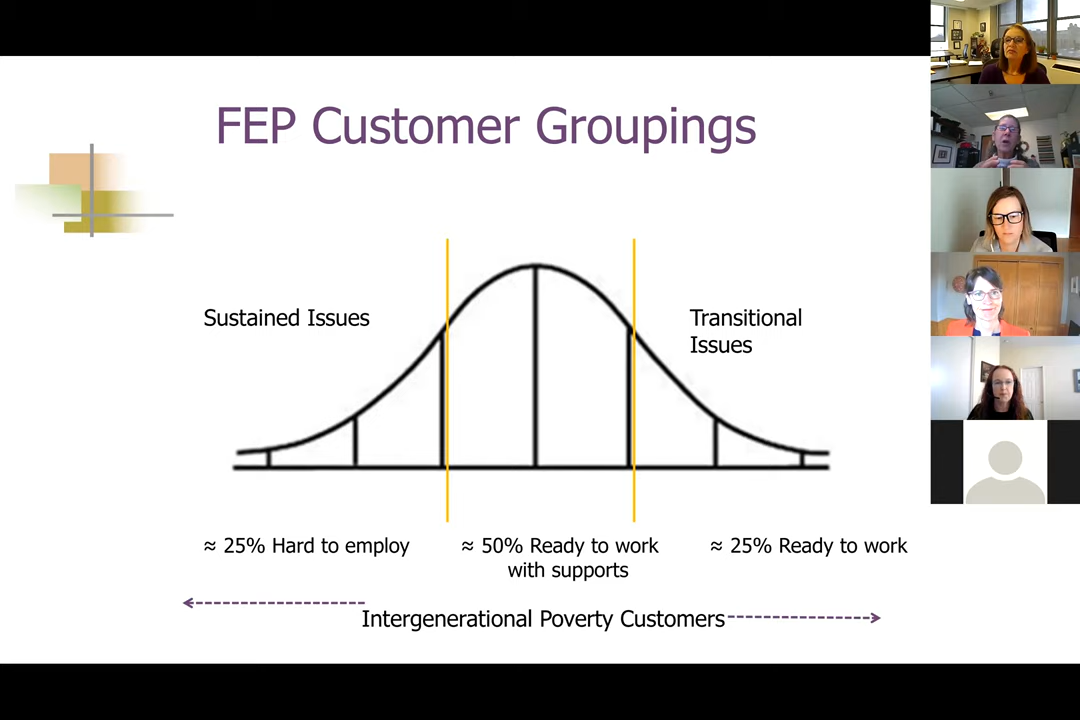 FEP Customer Groupings
Sustained Issues
Transitional
Issues
≈ 25% Hard to employ
≈ 50% Ready to work
with supports
≈ 25% Ready to work
Intergenerational Poverty Customers